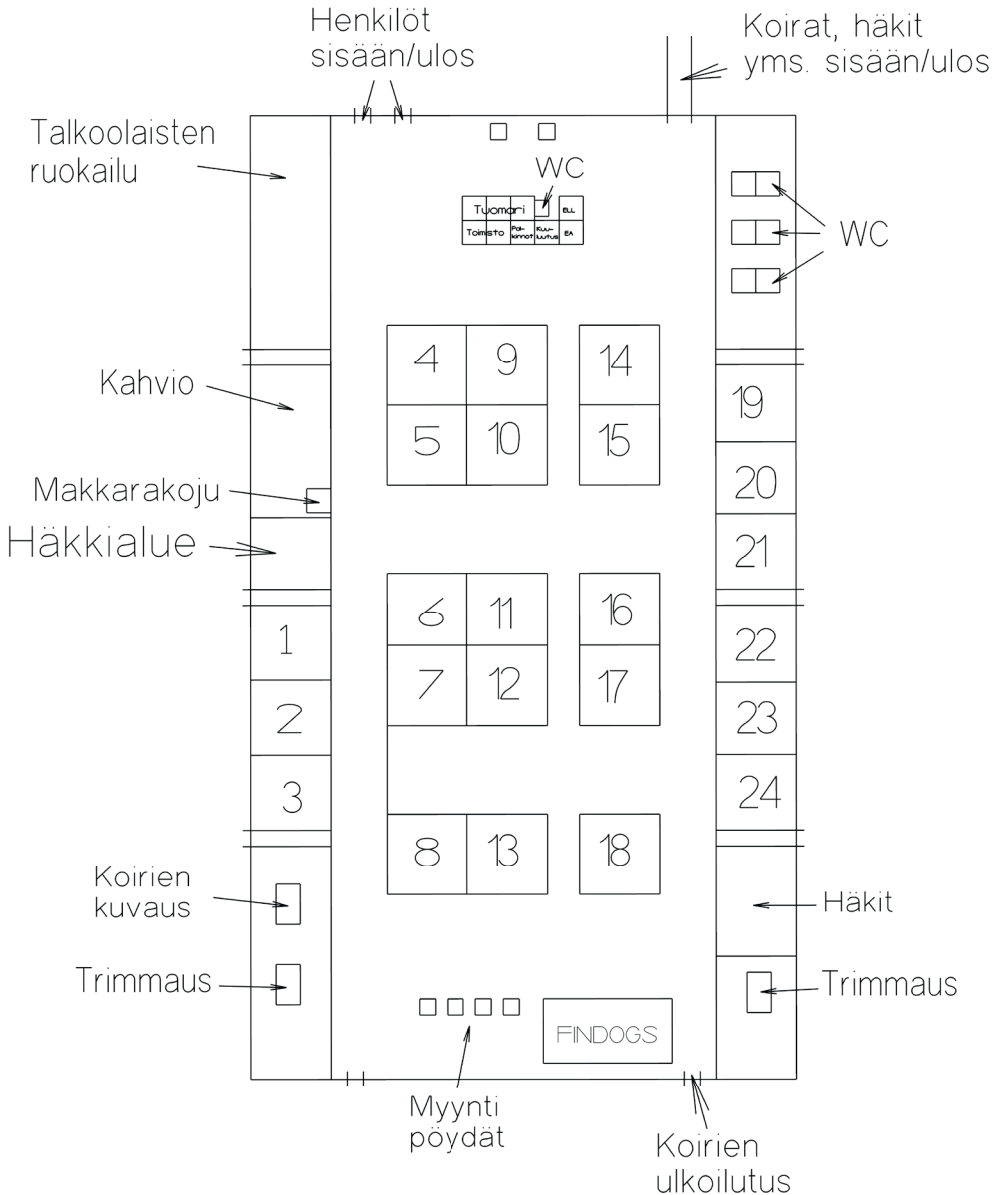 Henkilöt
sisään/ulos
Koirat, häkit
yms. sisään/ulos
Talkoolaisten
ruokailu
WC
Tuomari
ELL
Toimisto
Pal-
kinnot
Kuu-
luutus
EA
WC
4
9
14
5
10
15
19
20
21
Kahvio
Makkarakoju
Häkkialue
6
11
16
7
12
17
1
2
3
22
23
24
8
13
18
Koirien
kuvaus
Häkit
Trimmaus
Trimmaus
FINDOGS
Myynti
pöydät
Koirien
ulkoilutus